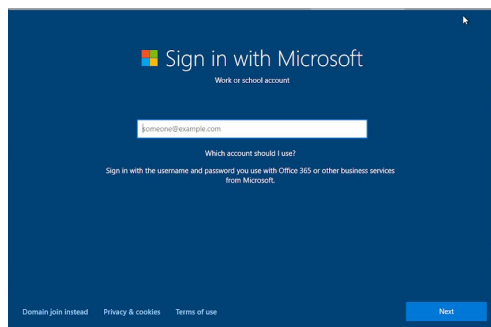 Sign in with Microsoft
Work or school account
someone@example.com
Which account should I use?
Sign in with the username and password you use with Office 365 or other business services
from Microsoft.
Domain join instead Privacy & cookies Terms of use Next